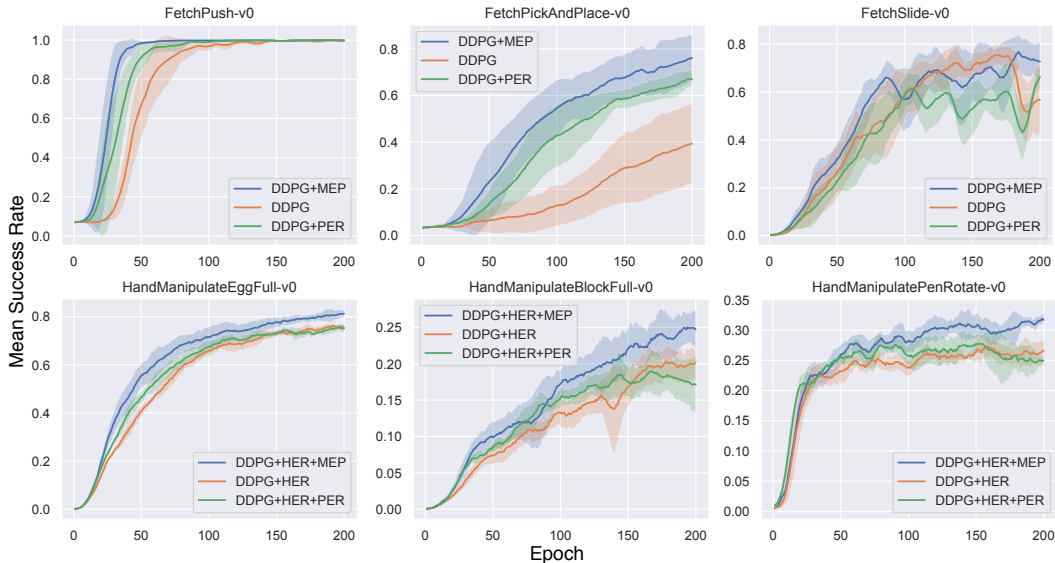 FetchPush-v0
1.0
0.8
0.6
0.4
0.2
0.0
0 50 100 150 200
DDPG+MEP
DDPG
DDPG+PER
FetchPickAndPlace-v0
0.8
0.6
0.4
0.2
0.0
0 50 100 150 200
DDPG+MEP
DDPG
DDPG+PER
FetchSlide-v0
0.8
0.6
0.4
0.2
0.0
0 50 100 150 200
DDPG+MEP
DDPG
DDPG+PER
Mean Success Rate
HandManipulateEggFull-v0
0.8
0.6
0.4
0.2
0.0
0 50 100 150 200
DDPG+HER+MEP
DDPG+HER
DDPG+HER+PER
HandManipulateBlockFull-v0
0.25
0.20
0.15
0.10
0.05
0.00
0 50 100 150 200
DDPG+HER+MEP
DDPG+HER
DDPG+HER+PER
HandManipulatePenRotate-v0
0.35
0.30
0.25
0.20
0.15
0.10
0.05
0.00
0 50 100 150 200
DDPG+HER+MEP
DDPG+HER
DDPG+HER+PER
Epoch